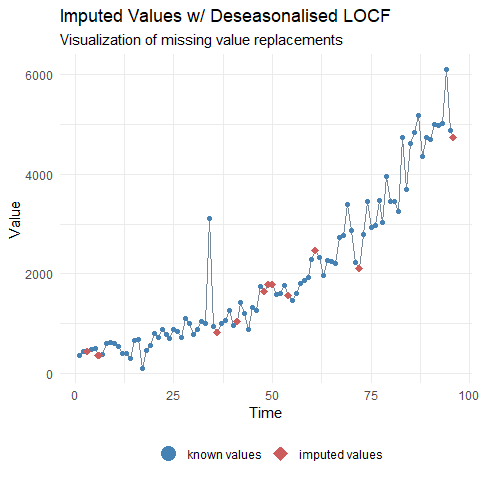 Imputed Values w/ Deseasonalised LOCF
Visualization of missing value replacements
6000
4000
2000
0
Value
0 25 50 75 100
Time
known values imputed values